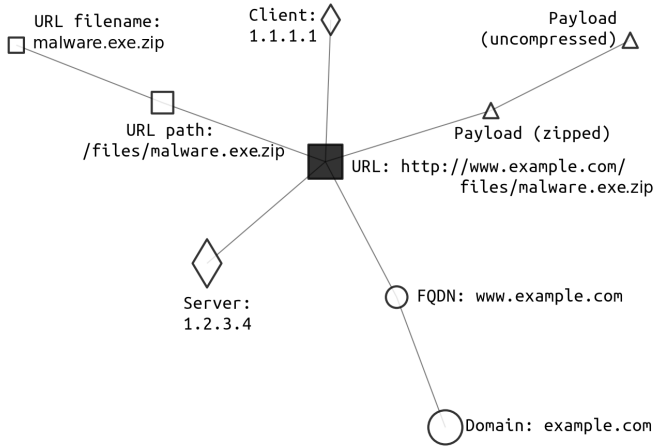 URL filename:
malware.exe.zip
Client:
1.1.1.1
Payload
(uncompressed)
URL path:
/files/malware.exe.zip
Payload (zipped)
URL: http://www.example.com/
files/malware.exe.zip
Server:
1.2.3.4
FQDN: www.example.com
Domain: example.com